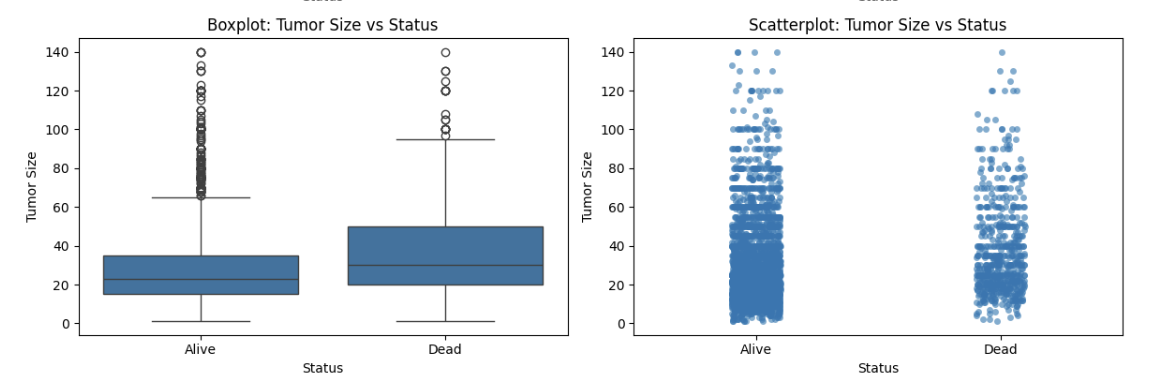 Boxplot: Tumor Size vs Status
140
120
100
80
60
40
20
0
Tumor Size
Alive
Dead
Status
Scatterplot: Tumor Size vs Status
140
120
100
80
60
40
20
0
Tumor Size
Alive
Dead
Status